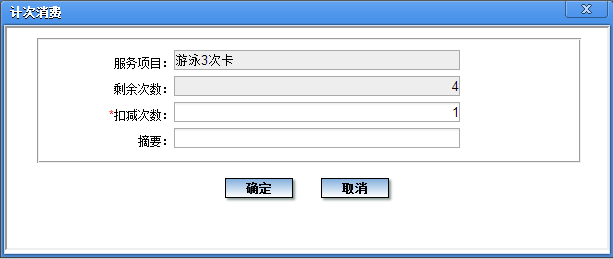 计次消费
服务项目：游泳3次卡
剩余次数：4
*扣减次数：1
摘要：
确定 取消